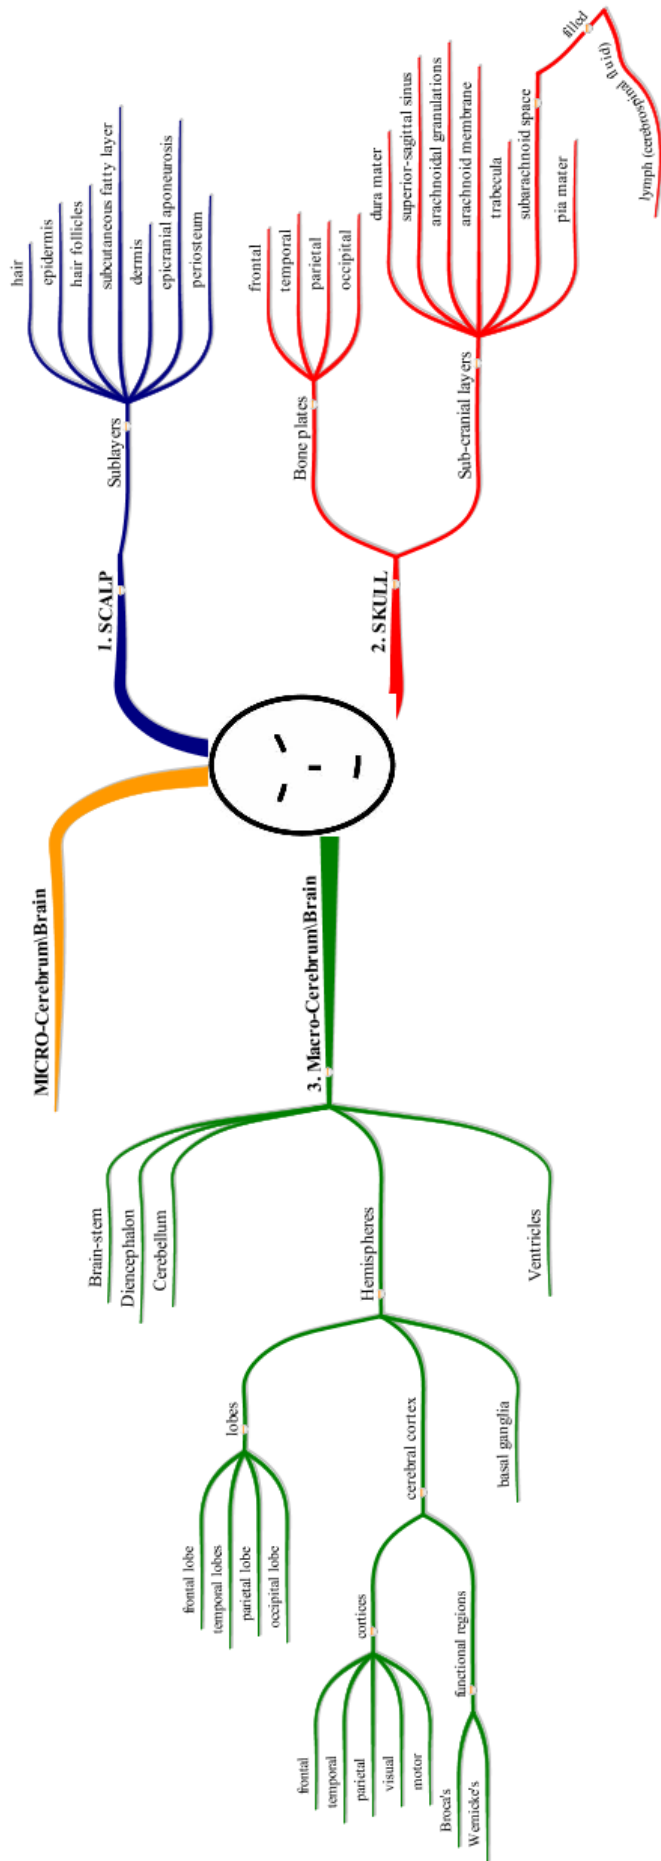 MICRO-Cerebrum\Brain
1. SCALP
Sublayers
hair
epidermis
hair follicles
subcutaneous fatty layer
dermis
epicranial aponeurosis
periosteum
2. SKULL
Bone plates
frontal
temporal
parietal
occipital
Sub-cranial layers
dura mater
superior-sagittal sinus
arachnoidal granulations
arachnoid membrane
trabecula
subarachnoid space
filled
lymph (cerebrospinal fluid)
pia mater
3. Macro-Cerebrum\Brain
Brain-stem
Diencephalon
Cerebellum
Hemispheres
lobes
frontal lobe
temporal lobes
parietal lobe
occipital lobe
cerebral cortex
cortices
frontal
temporal
parietal
visual
motor
functional regions
Broca's
Wernicke's
basal ganglia
Ventricles